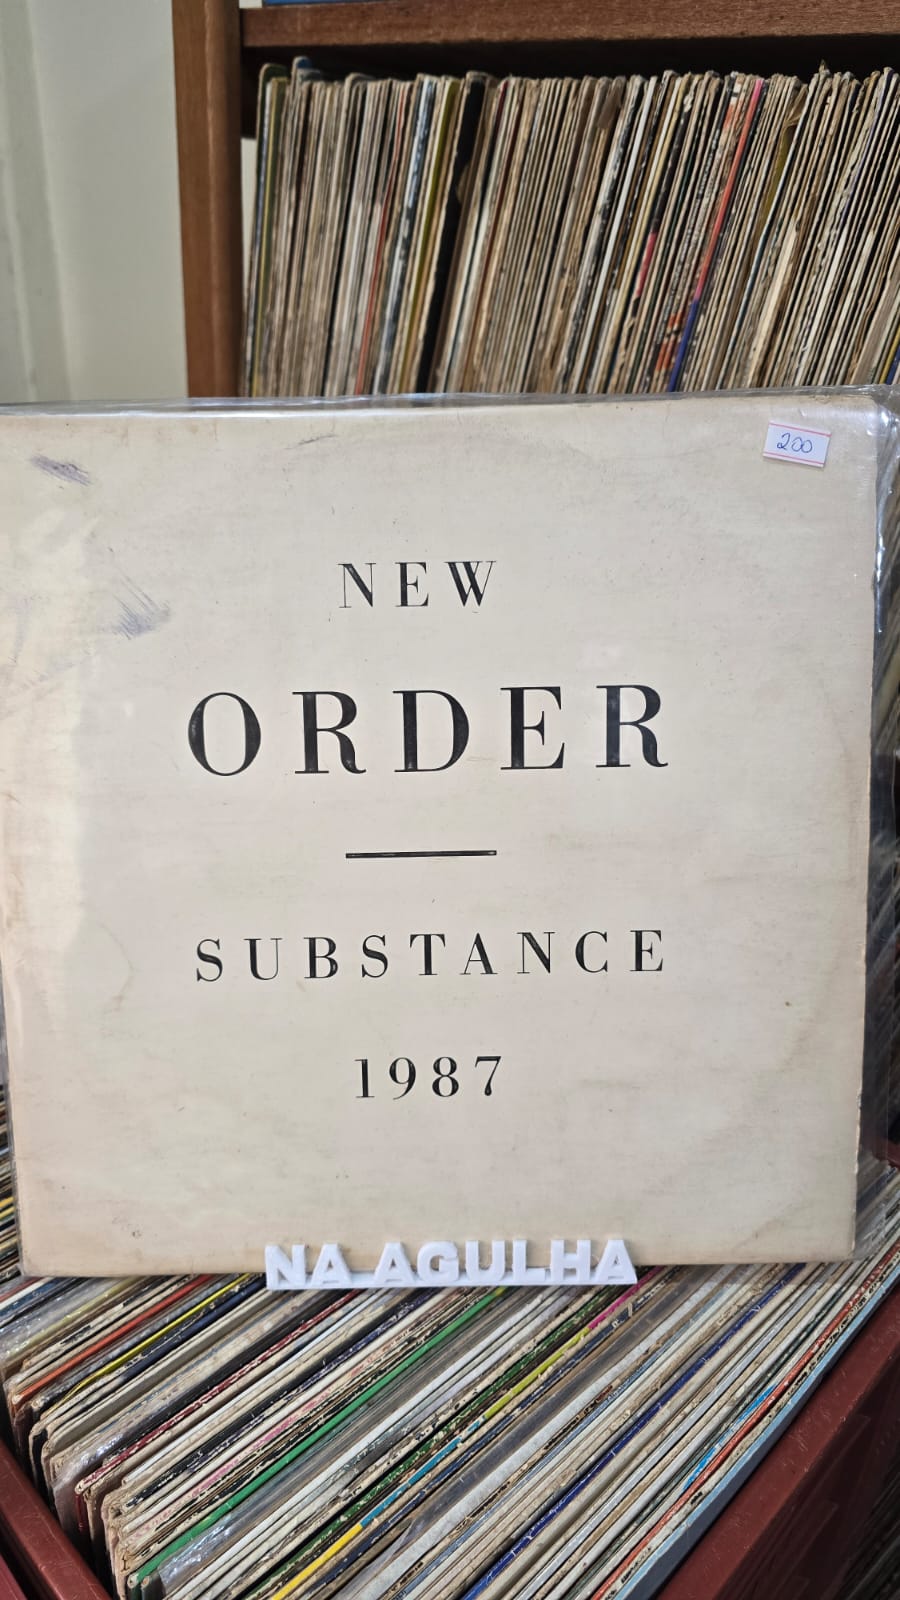 200
NEW
ORDER
SUBSTANCE
1987
NA AGULHA